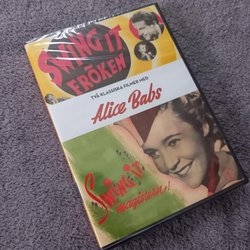 SWING IT
FRÖKEN
TVÅ KLASSISKA FILMER MED
Alice Babs
Swing it
magistern!